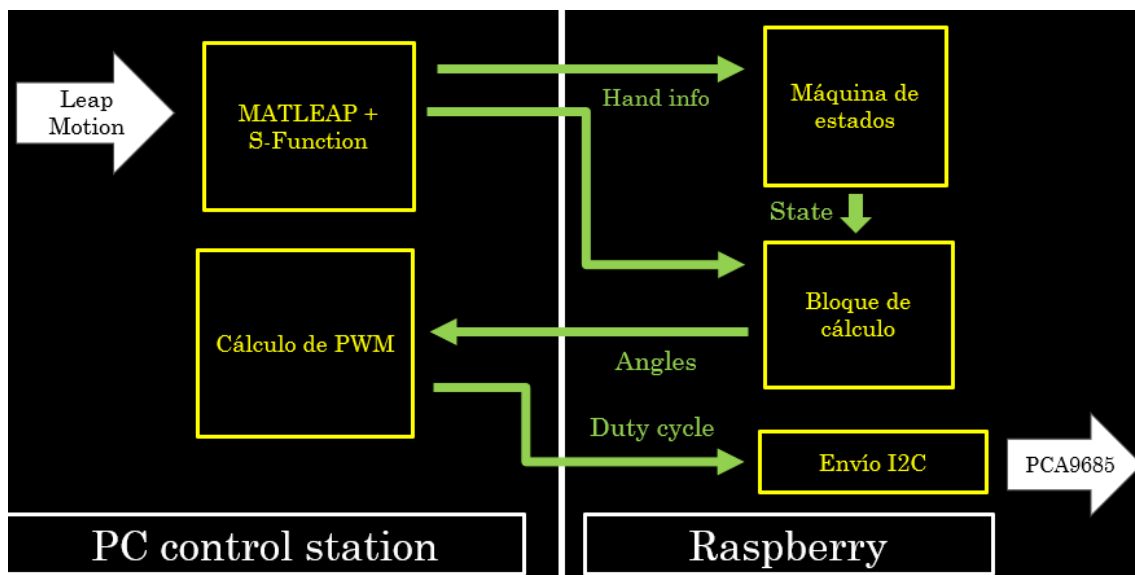 Leap
Motion
MATLEAP +
S-Function
Hand info
Máquina de
estados
State
Bloque de
cálculo
Cálculo de PWM
Angles
Duty cycle
Envío I2C
PCA9685
PC control station
Raspberry